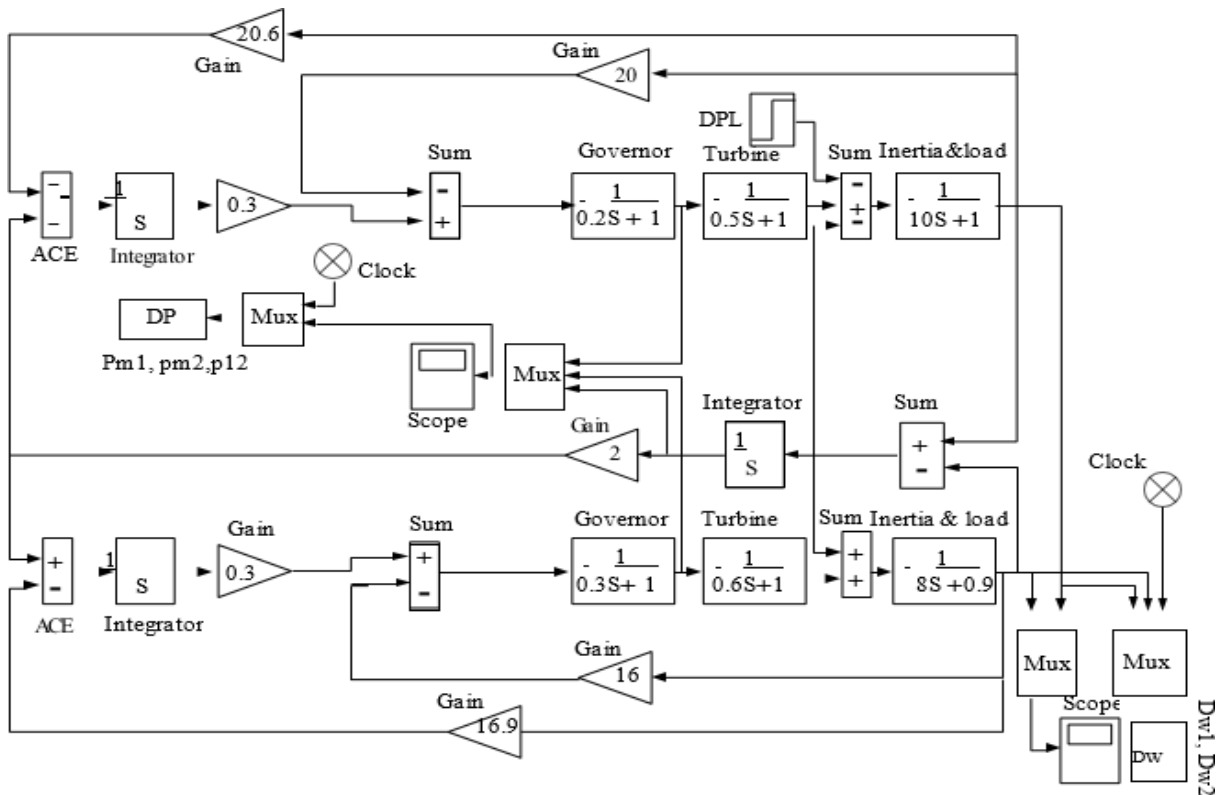 20.6
Gain
Gain
20
DPL
Sum
Governor
Turbine
Sum
Inertia&load
-
-
-
ACE
1
S
Integrator
0.3
-
+
- 1
0.2S + 1
- 1
0.5S+1
-
+
-
- 1
10S+1
Clock
DP
Mux
Pm1, pm2,p12
Scope
Mux
Gain
2
Integrator
1
S
Sum
+
-
Clock
Gain
Sum
Governor
Turbine
Sum
Inertia & load
+
-
ACE
1
S
Integrator
0.3
+
-
- 1
0.3S+ 1
- 1
0.6S+1
+
+
- 1
8S+0.9
Gain
16
Gain
16.9
Mux
Mux
Scope
Dw
Dw1, Dw2